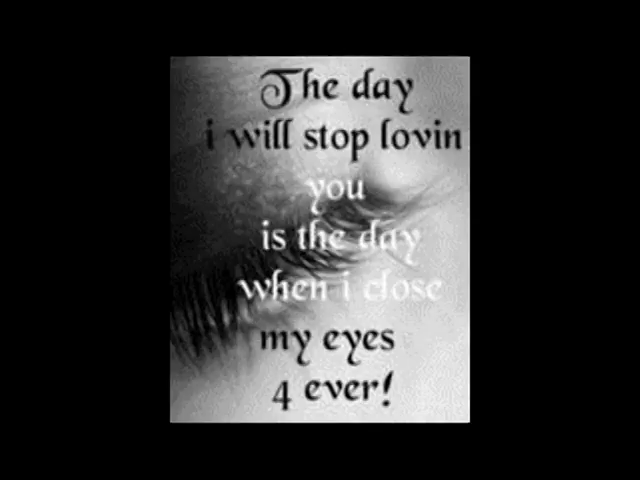 The day
i will stop lovin
you
is the day
when i close
my eyes
4 ever!